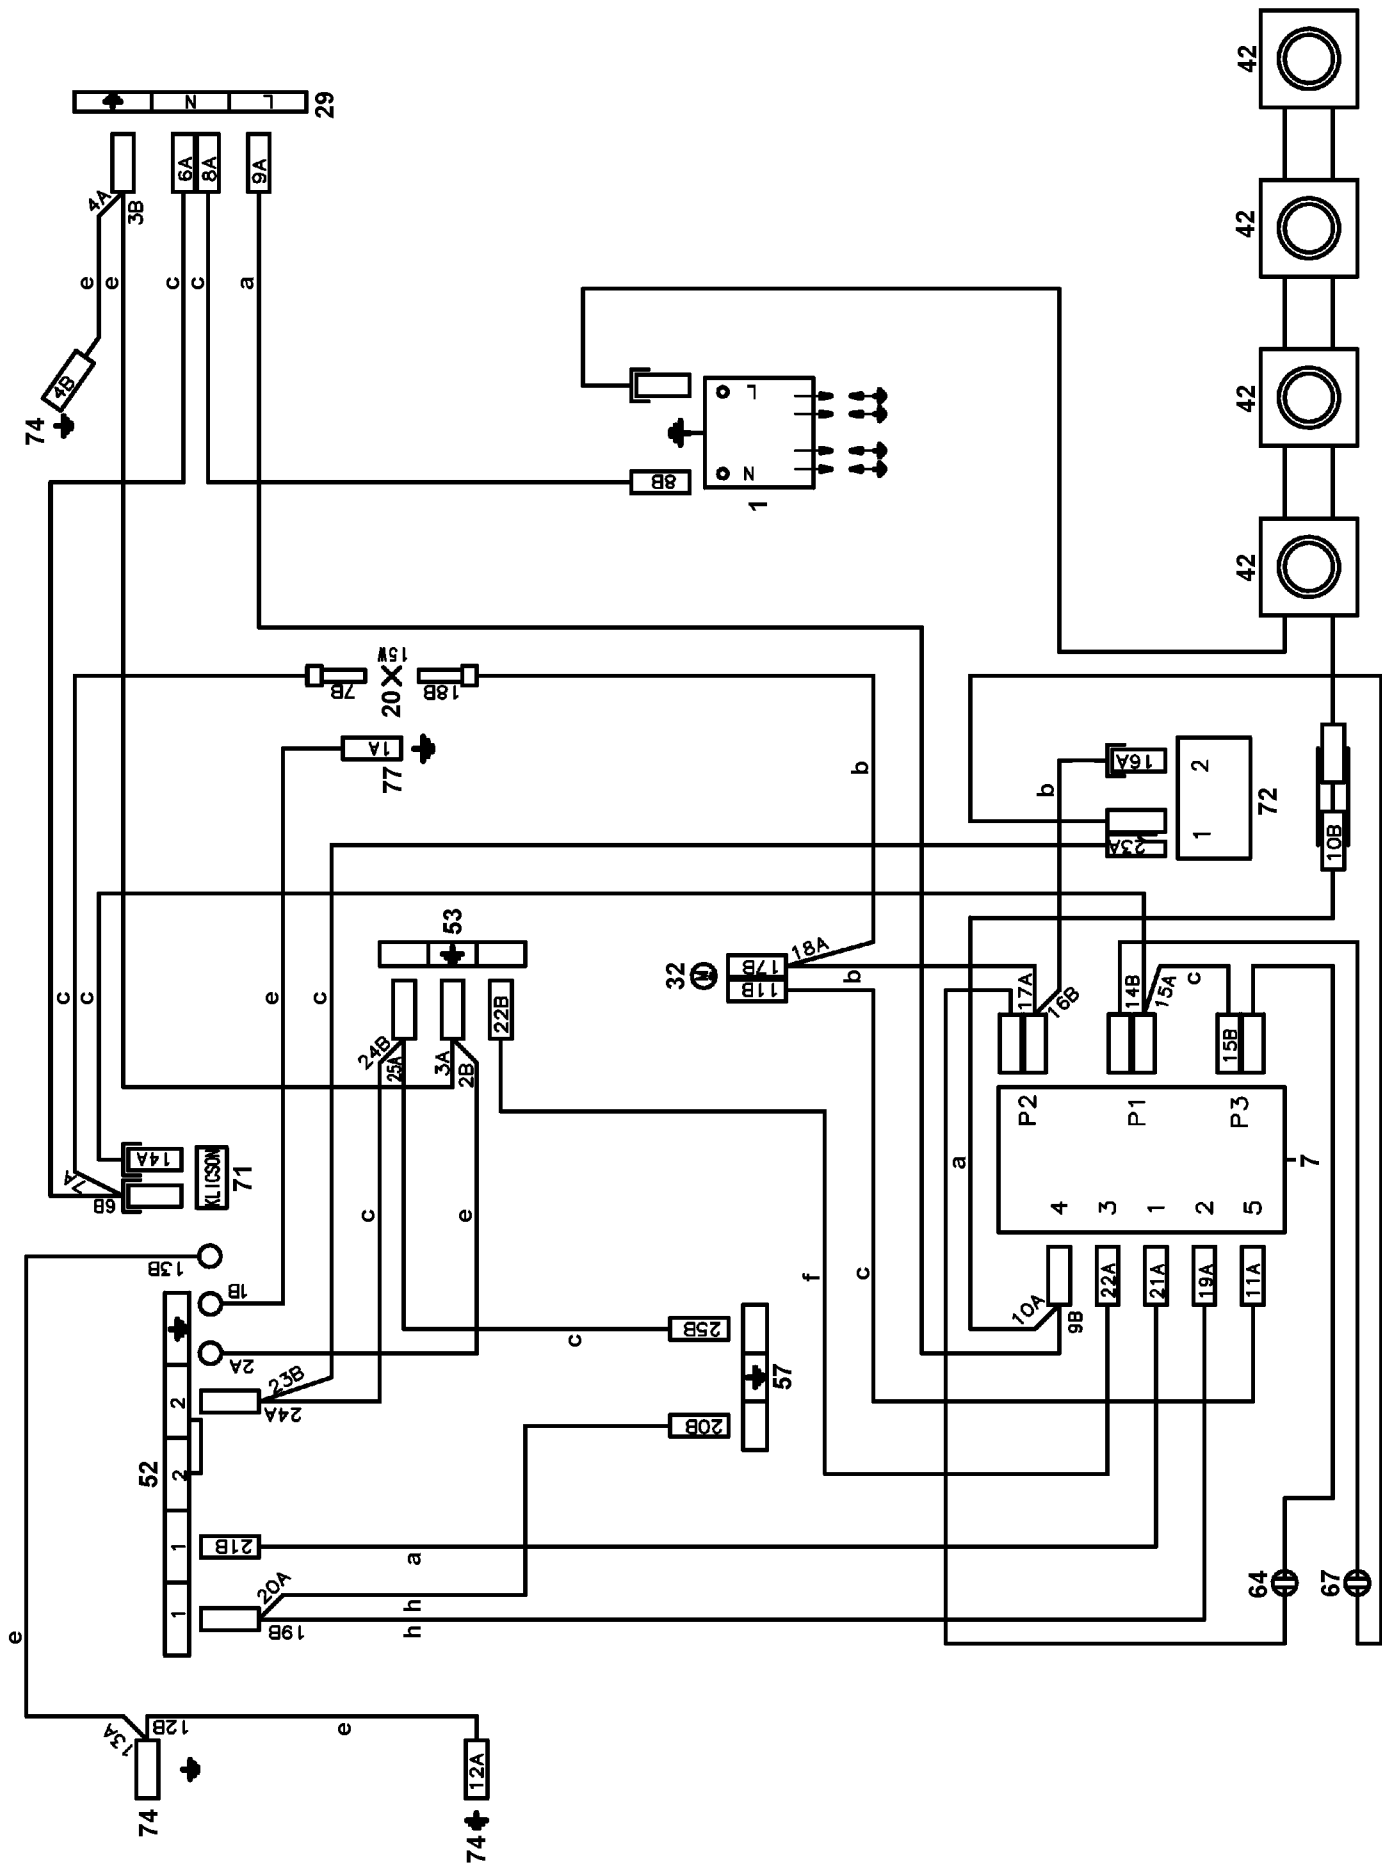 42
42
42
42
29
N
L
6A
8A
9A
4A
3B
e
e
c
c
a
4B
74
8B
1
N
L
7B
20
15W
18B
1A
77
b
b
16A
23A
1
2
72
10B
c
c
e
c
53
24B
25A
3A
2B
22B
32
M
17B
11B
18A
b
17A
16B
14B
15A
c
15B
14A
KLICSON
71
7A
6B
c
e
f
c
a
P2
P1
P3
7
4
3
1
2
5
10A
9B
22A
21A
19A
11A
13B
1B
2A
23B
24A
52
2
2
1
1
25B
c
57
20B
21B
a
20A
19B
h
h
e
64
67
13A
12B
e
74
12A
74